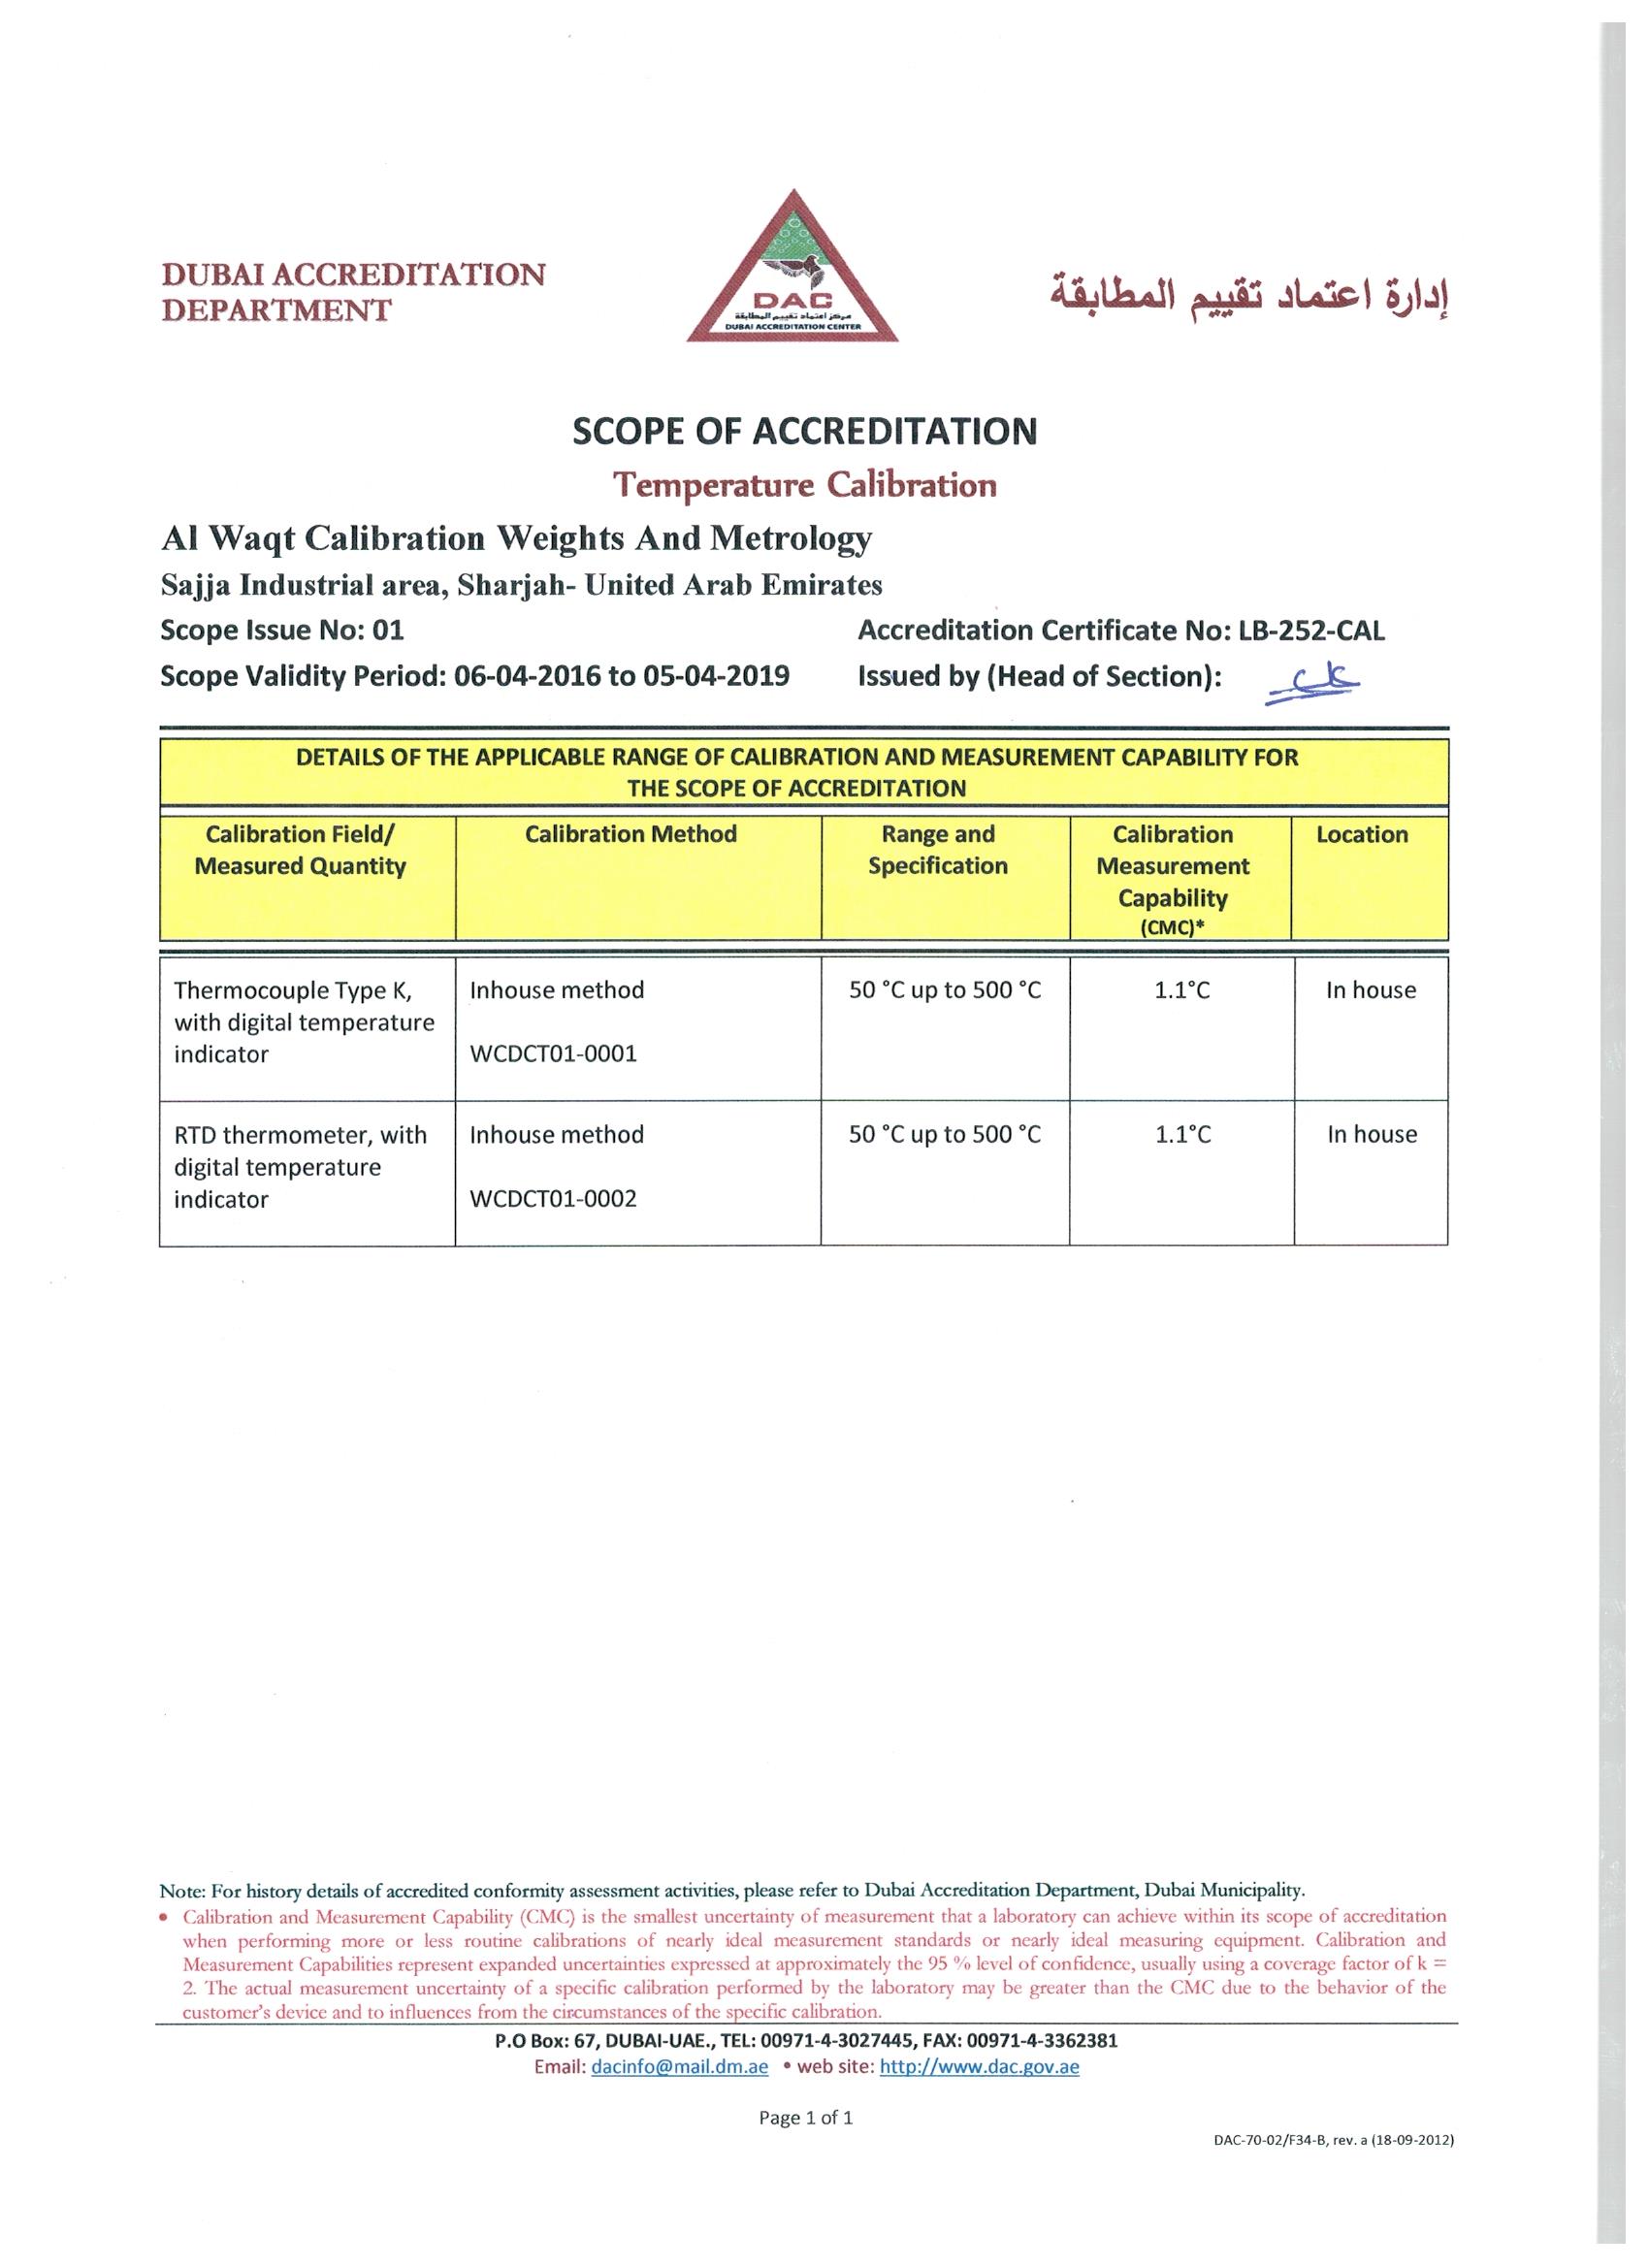 DUBAI ACCREDITATION
DEPARTMENT
DAC
مركز اعتماد تقييم المطابقة
DUBAI ACCREDITATION CENTER
إدارة اعتماد تقييم المطابقة
SCOPE OF ACCREDITATION
Temperature Calibration
Al Waqt Calibration Weights And Metrology
Sajja Industrial area, Sharjah- United Arab Emirates
Scope Issue No: 01 Accreditation Certificate No: LB-252-CAL
Scope Validity Period: 06-04-2016 to 05-04-2019 Issued by (Head of Section):
DETAILS OF THE APPLICABLE RANGE OF CALIBRATION AND MEASUREMENT CAPABILITY FOR
THE SCOPE OF ACCREDITATION
Calibration Field/ Calibration Method Range and Calibration Location
Measured Quantity Specification Measurement
Capability
(CMC)*
Thermocouple Type K, Inhouse method 50 °C up to 500 °C 1.1°C In house
with digital temperature
indicator WCDCT01-0001
RTD thermometer, with Inhouse method 50 °C up to 500 °C 1.1°C In house
digital temperature
indicator WCDCT01-0002
Note: For history details of accredited conformity assessment activities, please refer to Dubai Accreditation Department, Dubai Municipality.
• Calibration and Measurement Capability (CMC) is the smallest uncertainty of measurement that a laboratory can achieve within its scope of accreditation
when performing more or less routine calibrations of nearly ideal measurement standards or nearly ideal measuring equipment. Calibration and
Measurement Capabilities represent expanded uncertainties expressed at approximately the 95 % level of confidence, usually using a coverage factor of k =
2. The actual measurement uncertainty of a specific calibration performed by the laboratory may be greater than the CMC due to the behavior of the
customer's device and to influences from the circumstances of the specific calibration.
P.O Box: 67, DUBAI-UAE., TEL: 00971-4-3027445, FAX: 00971-4-3362381
Email: dacinfo@mail.dm.ae • web site: http://www.dac.gov.ae
Page 1 of 1
DAC-70-02/F34-B, rev. a (18-09-2012)